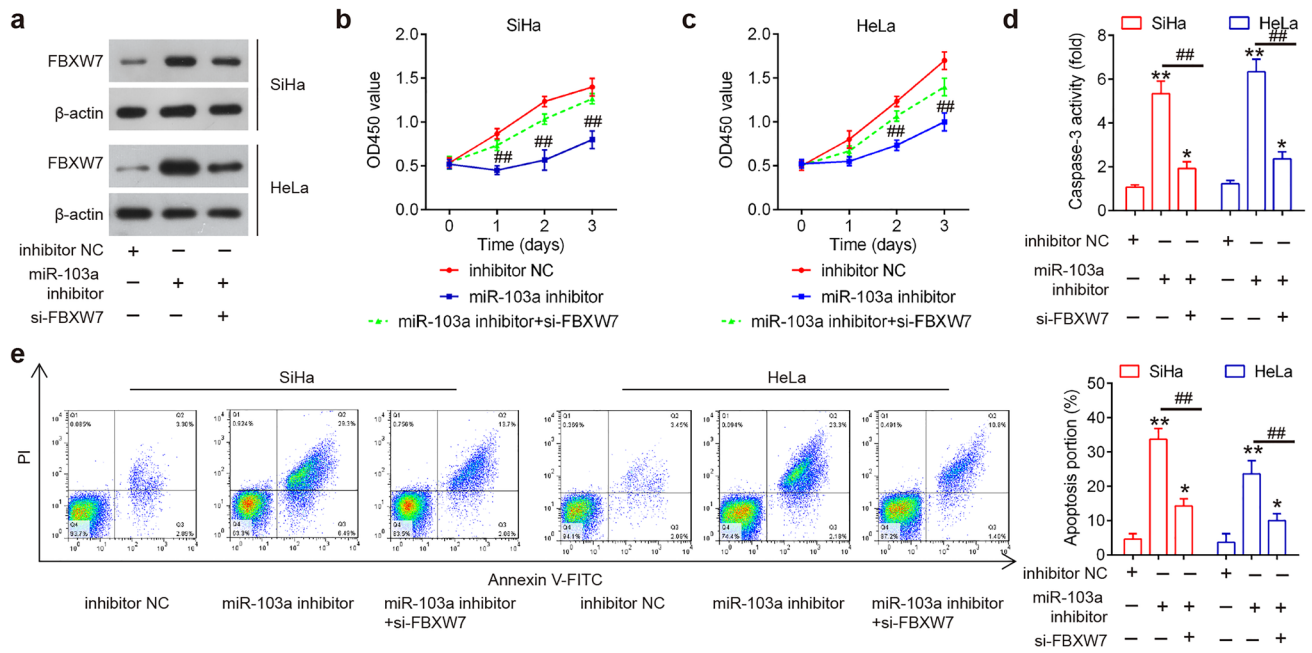 a
FBXW7
β-actin
SiHa
FBXW7
β-actin
HeLa
inhibitor NC + – –
miR-103a inhibitor – + +
si-FBXW7 – – +
b
SiHa
OD450 value
2.0
1.5
1.0
0.5
0.0
## ## ##
0 1 2 3
Time (days)
inhibitor NC
miR-103a inhibitor
miR-103a inhibitor+si-FBXW7
c
HeLa
OD450 value
2.0
1.5
1.0
0.5
0.0
## ##
0 1 2 3
Time (days)
inhibitor NC
miR-103a inhibitor
miR-103a inhibitor+si-FBXW7
d
SiHa HeLa
Caspase-3 activity (fold)
8
6
4
2
0
** ## * ** ## *
inhibitor NC + – – + – –
miR-103a inhibitor – + + – + +
si-FBXW7 – – + – – +
e
PI
SiHa
HeLa
Annexin V-FITC
inhibitor NC
miR-103a inhibitor
miR-103a inhibitor
+si-FBXW7
inhibitor NC
miR-103a inhibitor
miR-103a inhibitor
+si-FBXW7
SiHa HeLa
Apoptosis portion (%)
50
40
30
20
10
0
** ## * ** ## *
inhibitor NC + – – + – –
miR-103a inhibitor – + + – + +
si-FBXW7 – – + – – +